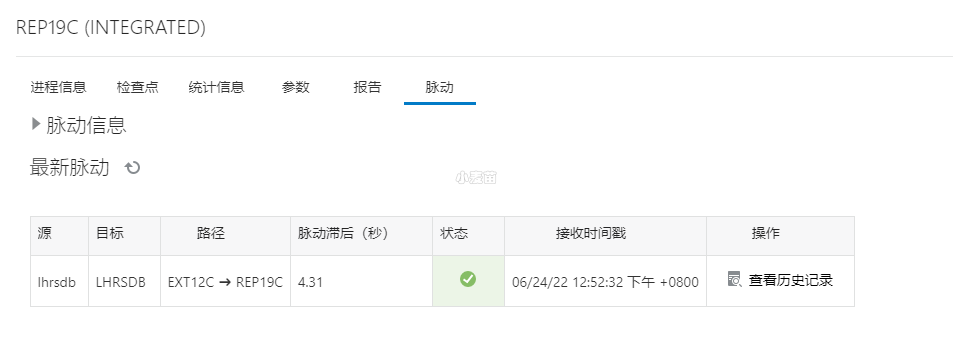 REP19C (INTEGRATED)
进程信息 检查点 统计信息 参数 报告 脉动
脉动信息
最新脉动
小麦苗
源 目标 路径 脉动滞后（秒） 状态 接收时间戳 操作
lhrsdb LHRSDB EXT12C ➔ REP19C 4.31 06/24/22 12:52:32 下午 +0800 查看历史记录